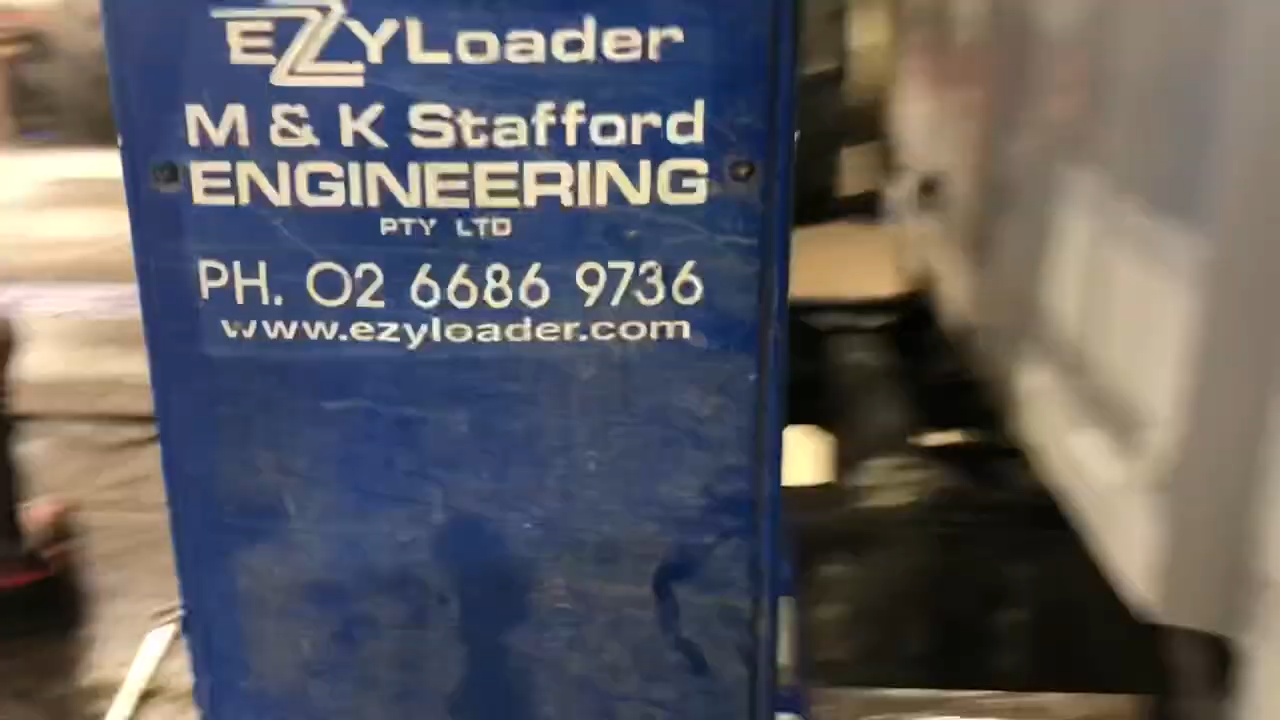 EZYLoader
M & K Stafford
ENGINEERING
PTY LTD
PH. 02 6686 9736
www.ezyloader.com